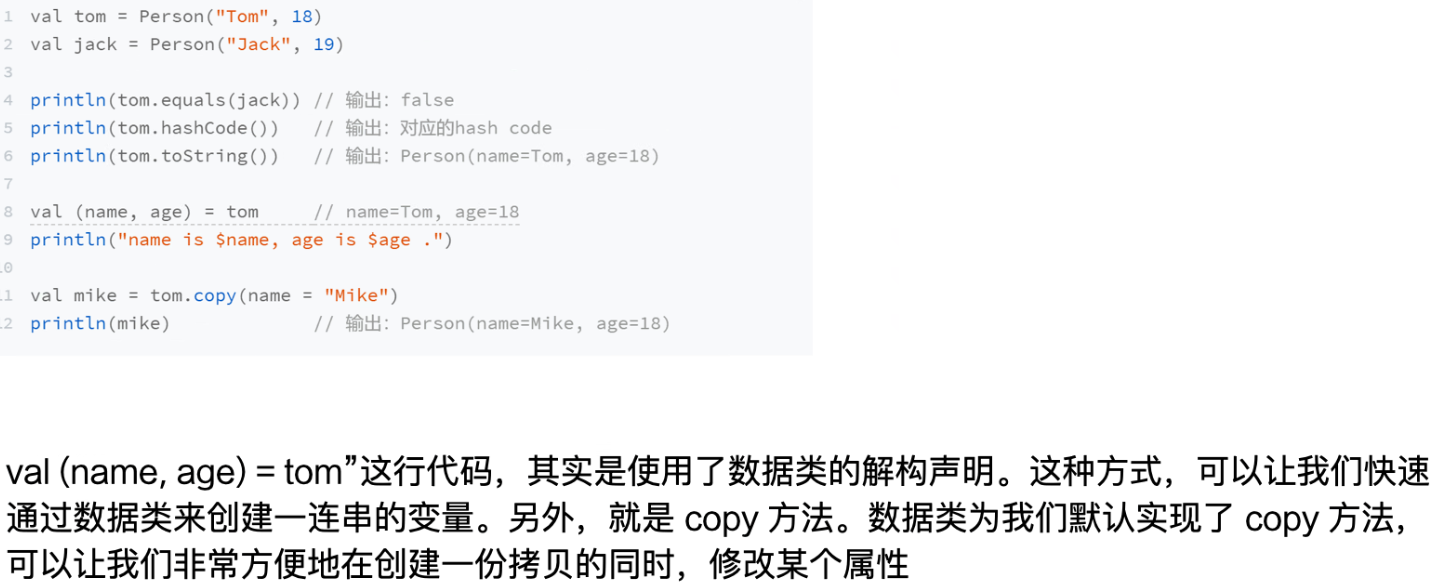 1 val tom = Person("Tom", 18)
2 val jack = Person("Jack", 19)
3
4 println(tom.equals(jack)) // 输出：false
5 println(tom.hashCode())   // 输出：对应的hash code
6 println(tom.toString())   // 输出：Person(name=Tom, age=18)
7
8 val (name, age) = tom     // name=Tom, age=18
9 println("name is $name, age is $age .")
0
1 val mike = tom.copy(name = "Mike")
2 println(mike)             // 输出：Person(name=Mike, age=18)
val (name, age) = tom”这行代码，其实是使用了数据类的解构声明。这种方式，可以让我们快速
通过数据类来创建一连串的变量。另外，就是 copy 方法。数据类为我们默认实现了 copy 方法，
可以让我们非常方便地在创建一份拷贝的同时，修改某个属性